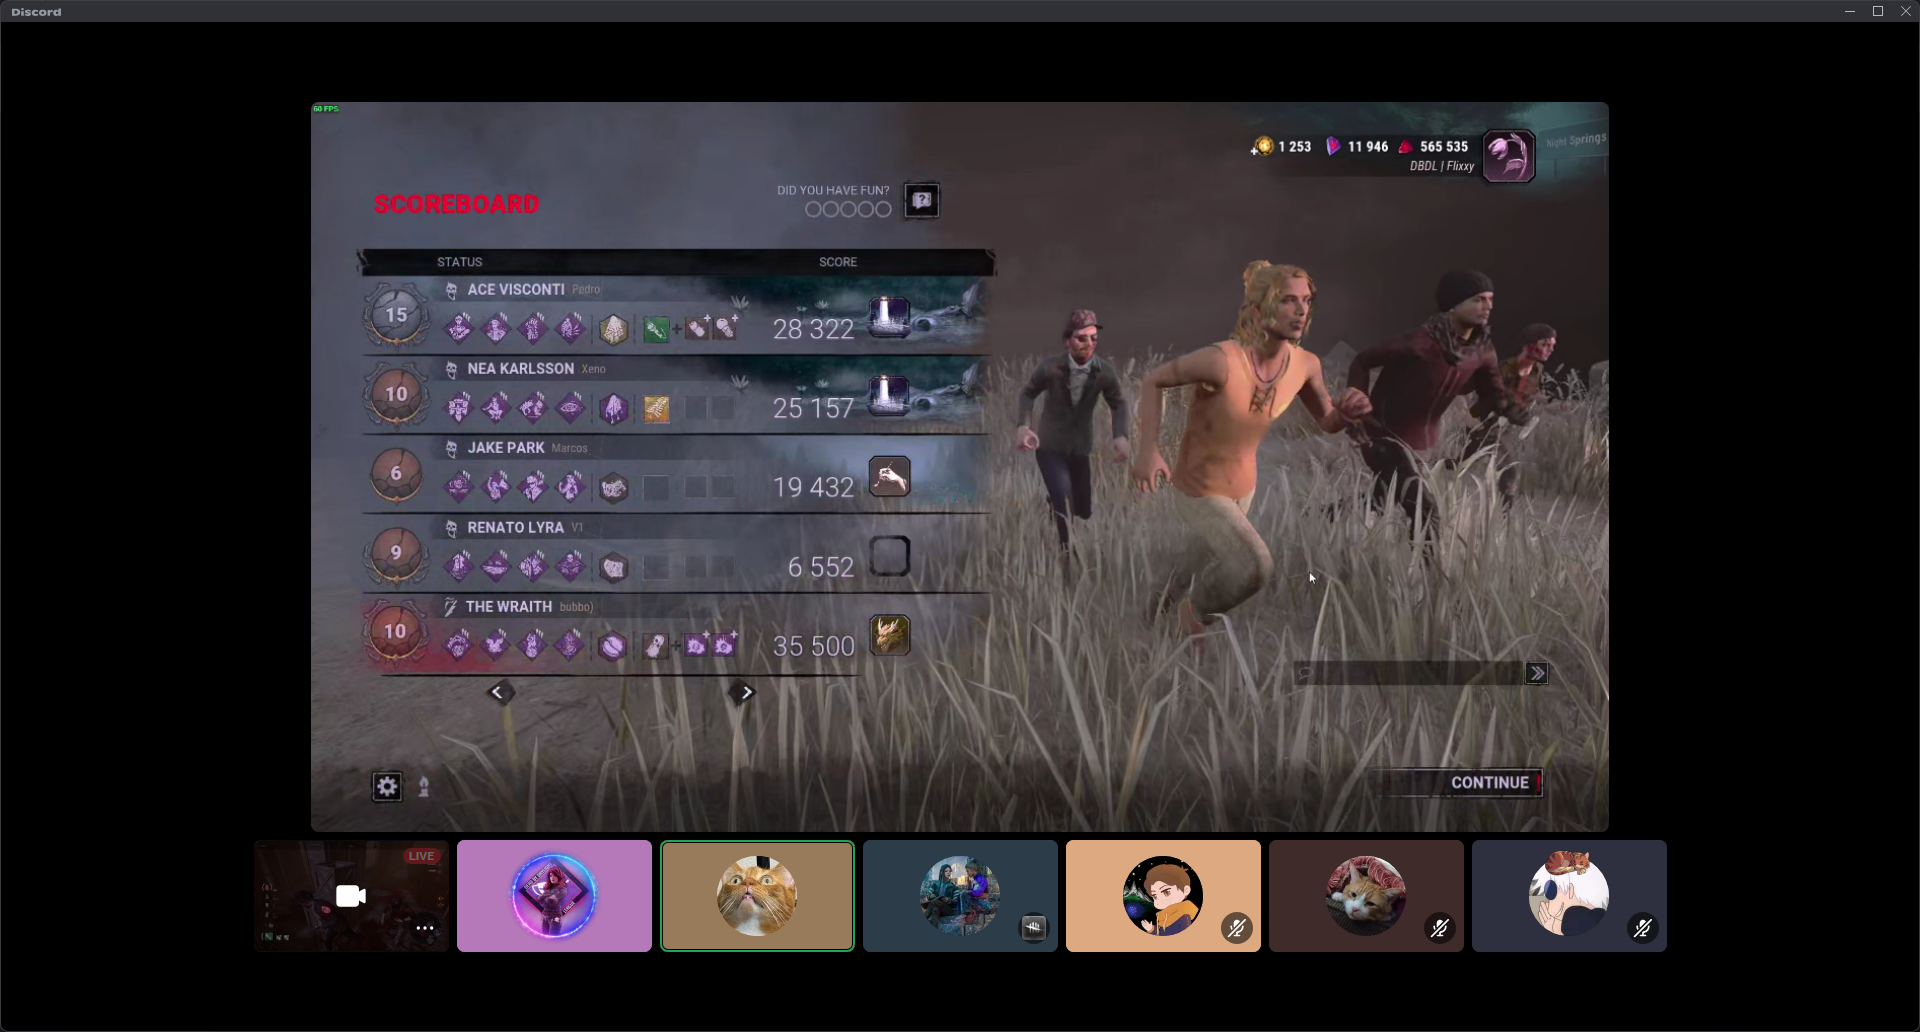 Discord
60 FPS
1 253 11 946 565 535
DBDL | Flixxy
Night Springs
SCOREBOARD
DID YOU HAVE FUN?
?
STATUS SCORE
15 ACE VISCONTI Pedro 28 322
10 NEA KARLSSON Xeno 25 157
6 JAKE PARK Marcos 19 432
9 RENATO LYRA V1 6 552
10 THE WRAITH bubbo) 35 500
CONTINUE
LIVE